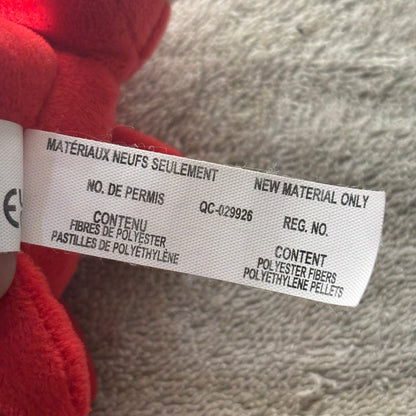 MATÉRIAUX NEUFS SEULEMENT
NO. DE PERMIS
CONTENU
FIBRES DE POLYESTER
PASTILLES DE POLYÉTHYLÈNE
QC-029926
NEW MATERIAL ONLY
REG. NO.
CONTENT
POLYESTER FIBERS
POLYETHYLENE PELLETS
CE